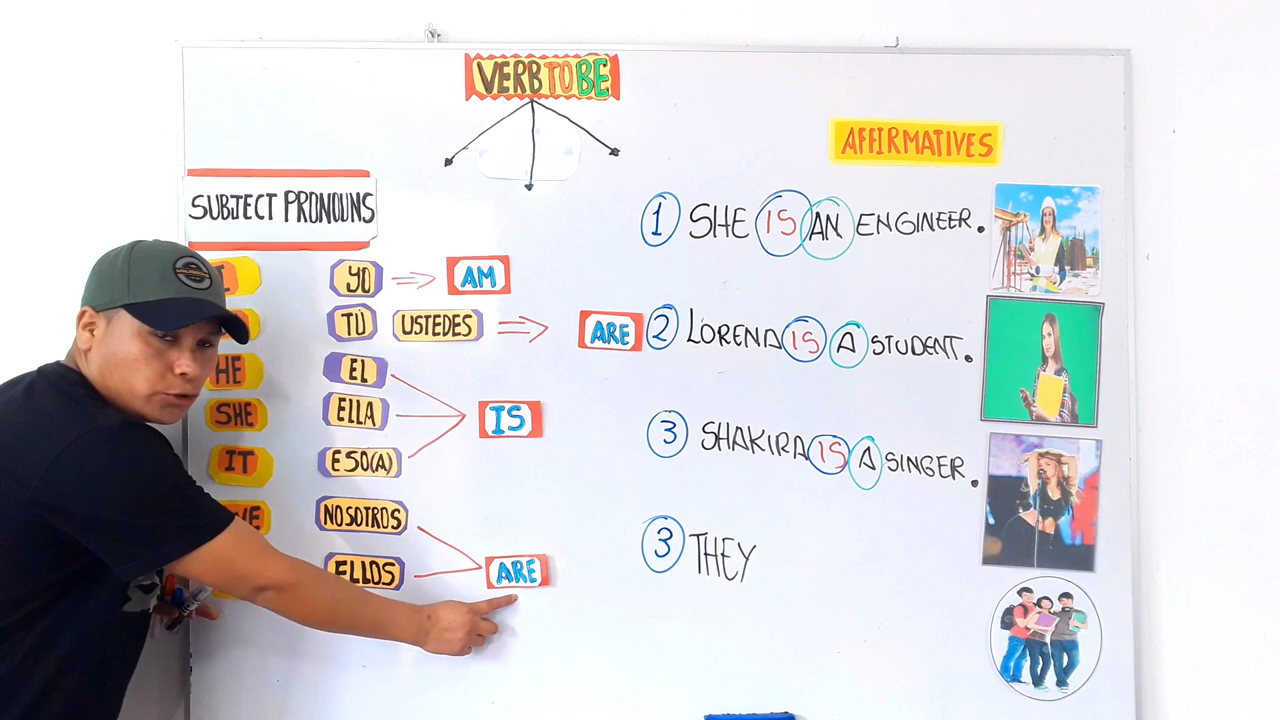 VERB TO BE
AFFIRMATIVES
SUBJECT PRONOUNS
I YO AM
TÚ USTEDES ARE
HE EL
SHE ELLA IS
IT ESO(A)
WE NOSOTROS
ELLOS ARE
1 SHE IS AN ENGINEER.
2 LORENA IS A STUDENT.
3 SHAKIRA IS A SINGER.
3 THEY